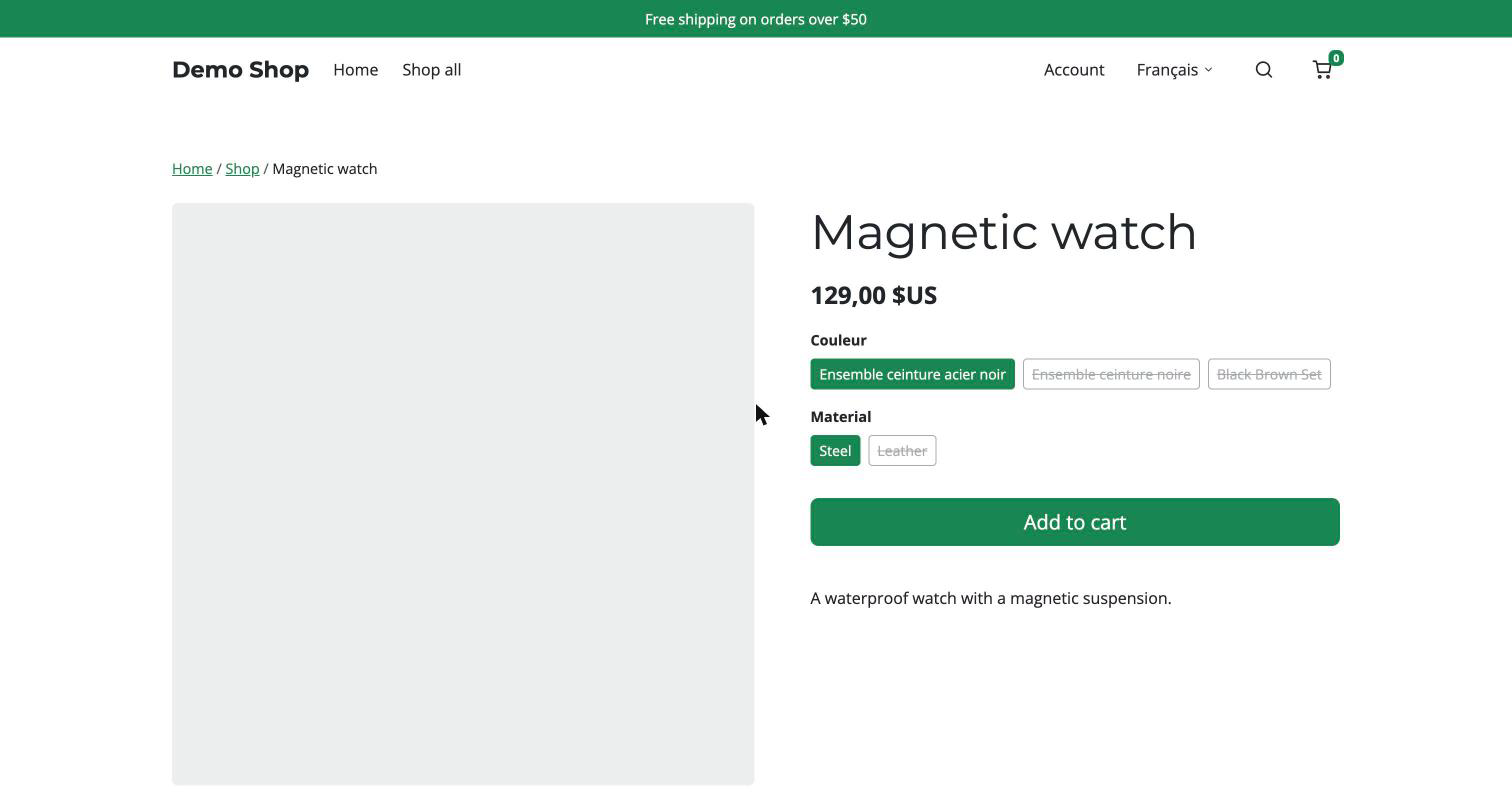 Free shipping on orders over $50
Demo Shop Home Shop all Account Français 0
Home / Shop / Magnetic watch
Magnetic watch
129,00 $US
Couleur
Ensemble ceinture acier noir Ensemble ceinture noire Black Brown Set
Material
Steel Leather
Add to cart
A waterproof watch with a magnetic suspension.